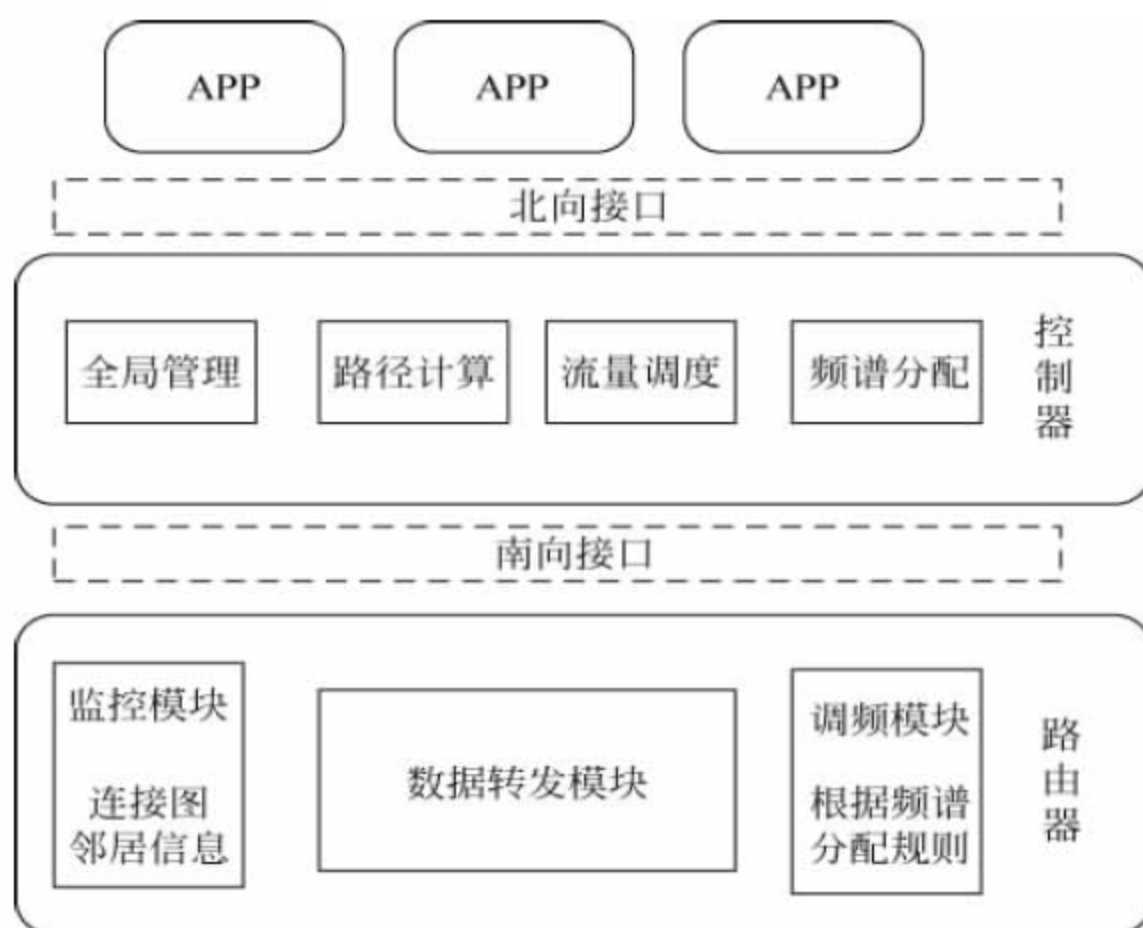 APP
APP
APP
北向接口
全局管理
路径计算
流量调度
频谱分配
控制器
南向接口
监控模块
连接图
邻居信息
数据转发模块
调频模块
根据频谱
分配规则
路由器